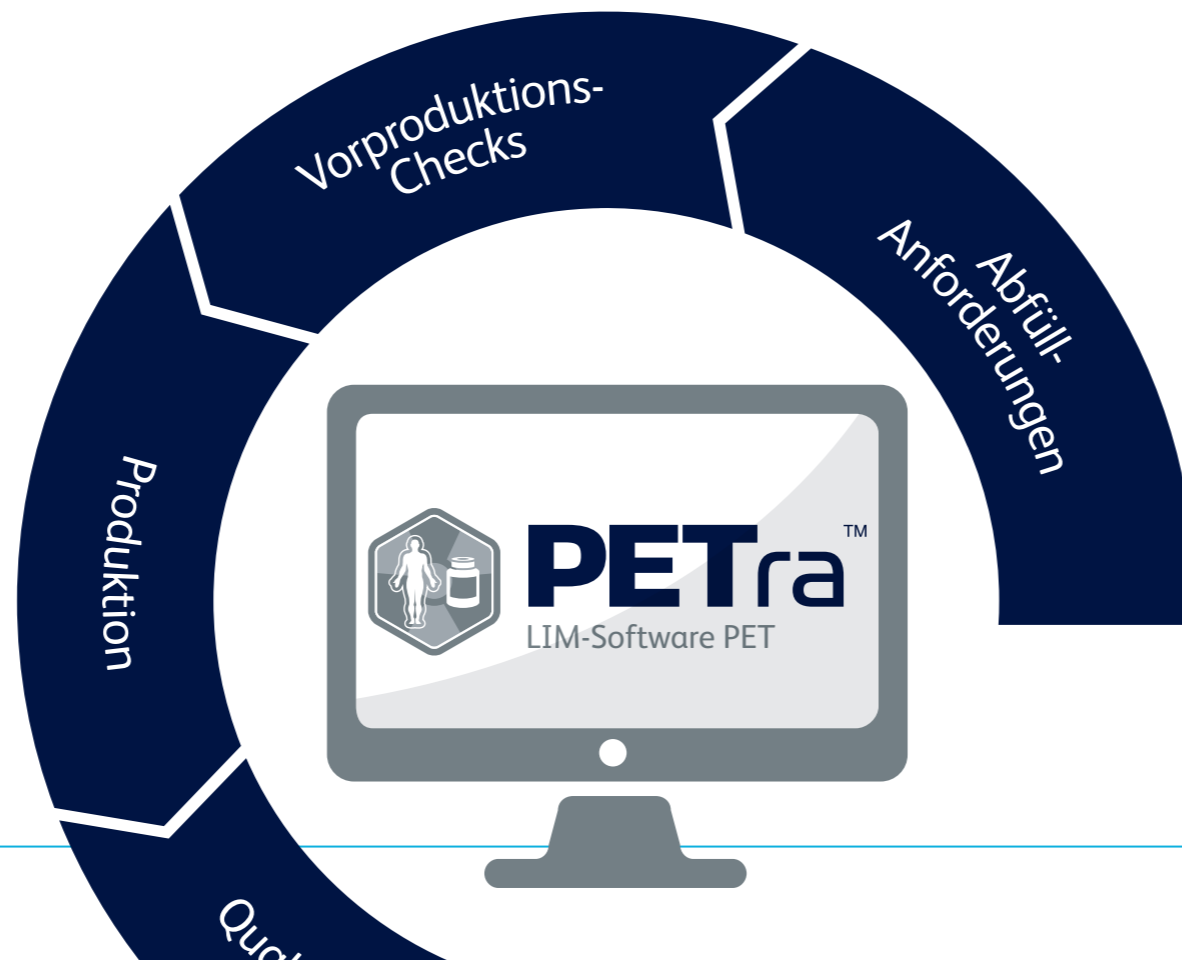 Vorproduktions-
Checks
Abfüll-
Anforderungen
Produktion
PETra™
LIM-Software PET